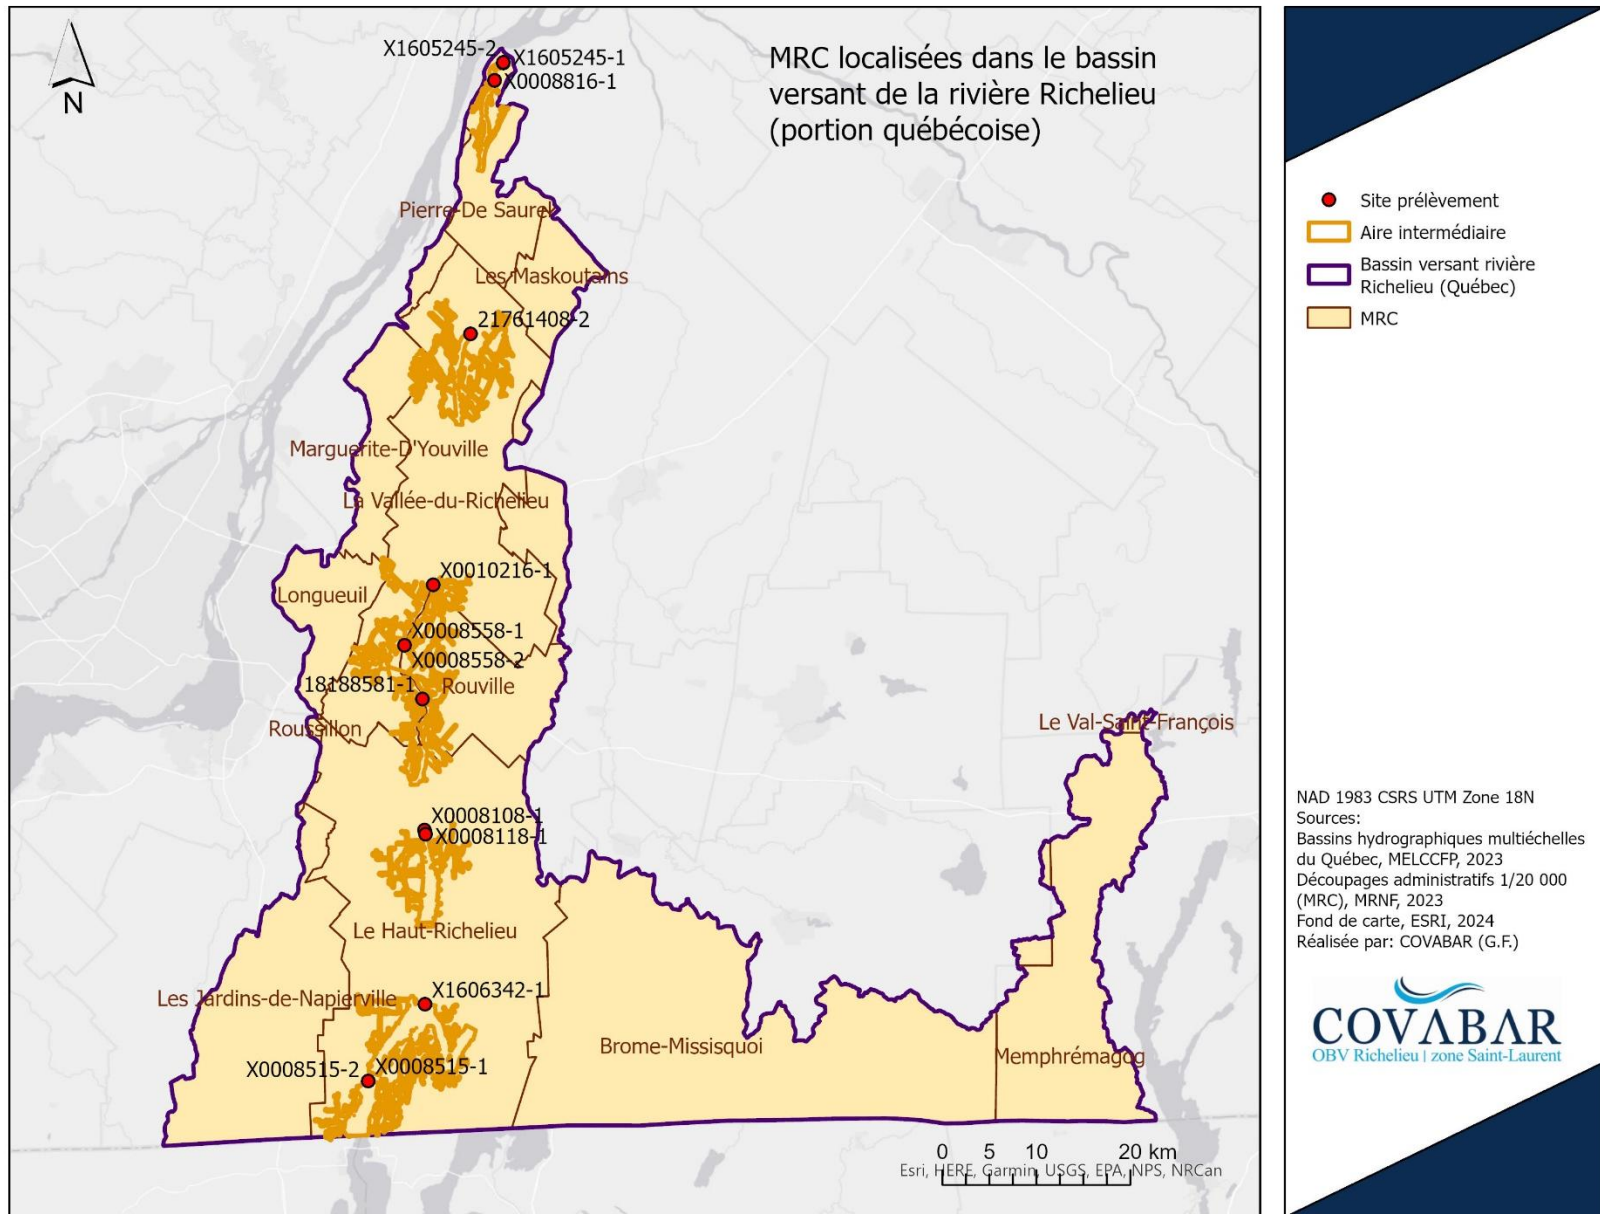 MRC localisées dans le bassin
versant de la rivière Richelieu
(portion québécoise)
N
X1605245-2
X1605245-1
X0008816-1
Pierre-De Saurel
Les Maskoutains
21761408-2
Marguerite-D'Youville
La Vallée-du-Richelieu
X0010216-1
Longueuil
X0008558-1
X0008558-2
18188581-1
Rouville
Roussillon
Le Val-Saint-François
X0008108-1
X0008118-1
Le Haut-Richelieu
Les Jardins-de-Napierville
X1606342-1
Brome-Missisquoi
Memphrémagog
X0008515-2
X0008515-1
0 5 10 20 km
Esri, HERE, Garmin, USGS, EPA, NPS, NRCan
Site prélèvement
Aire intermédiaire
Bassin versant rivière
Richelieu (Québec)
MRC
NAD 1983 CSRS UTM Zone 18N
Sources:
Bassins hydrographiques multiéchelles
du Québec, MELCCFP, 2023
Découpages administratifs 1/20 000
(MRC), MRNF, 2023
Fond de carte, ESRI, 2024
Réalisée par: COVABAR (G.F.)
COVABAR
OBV Richelieu | zone Saint-Laurent